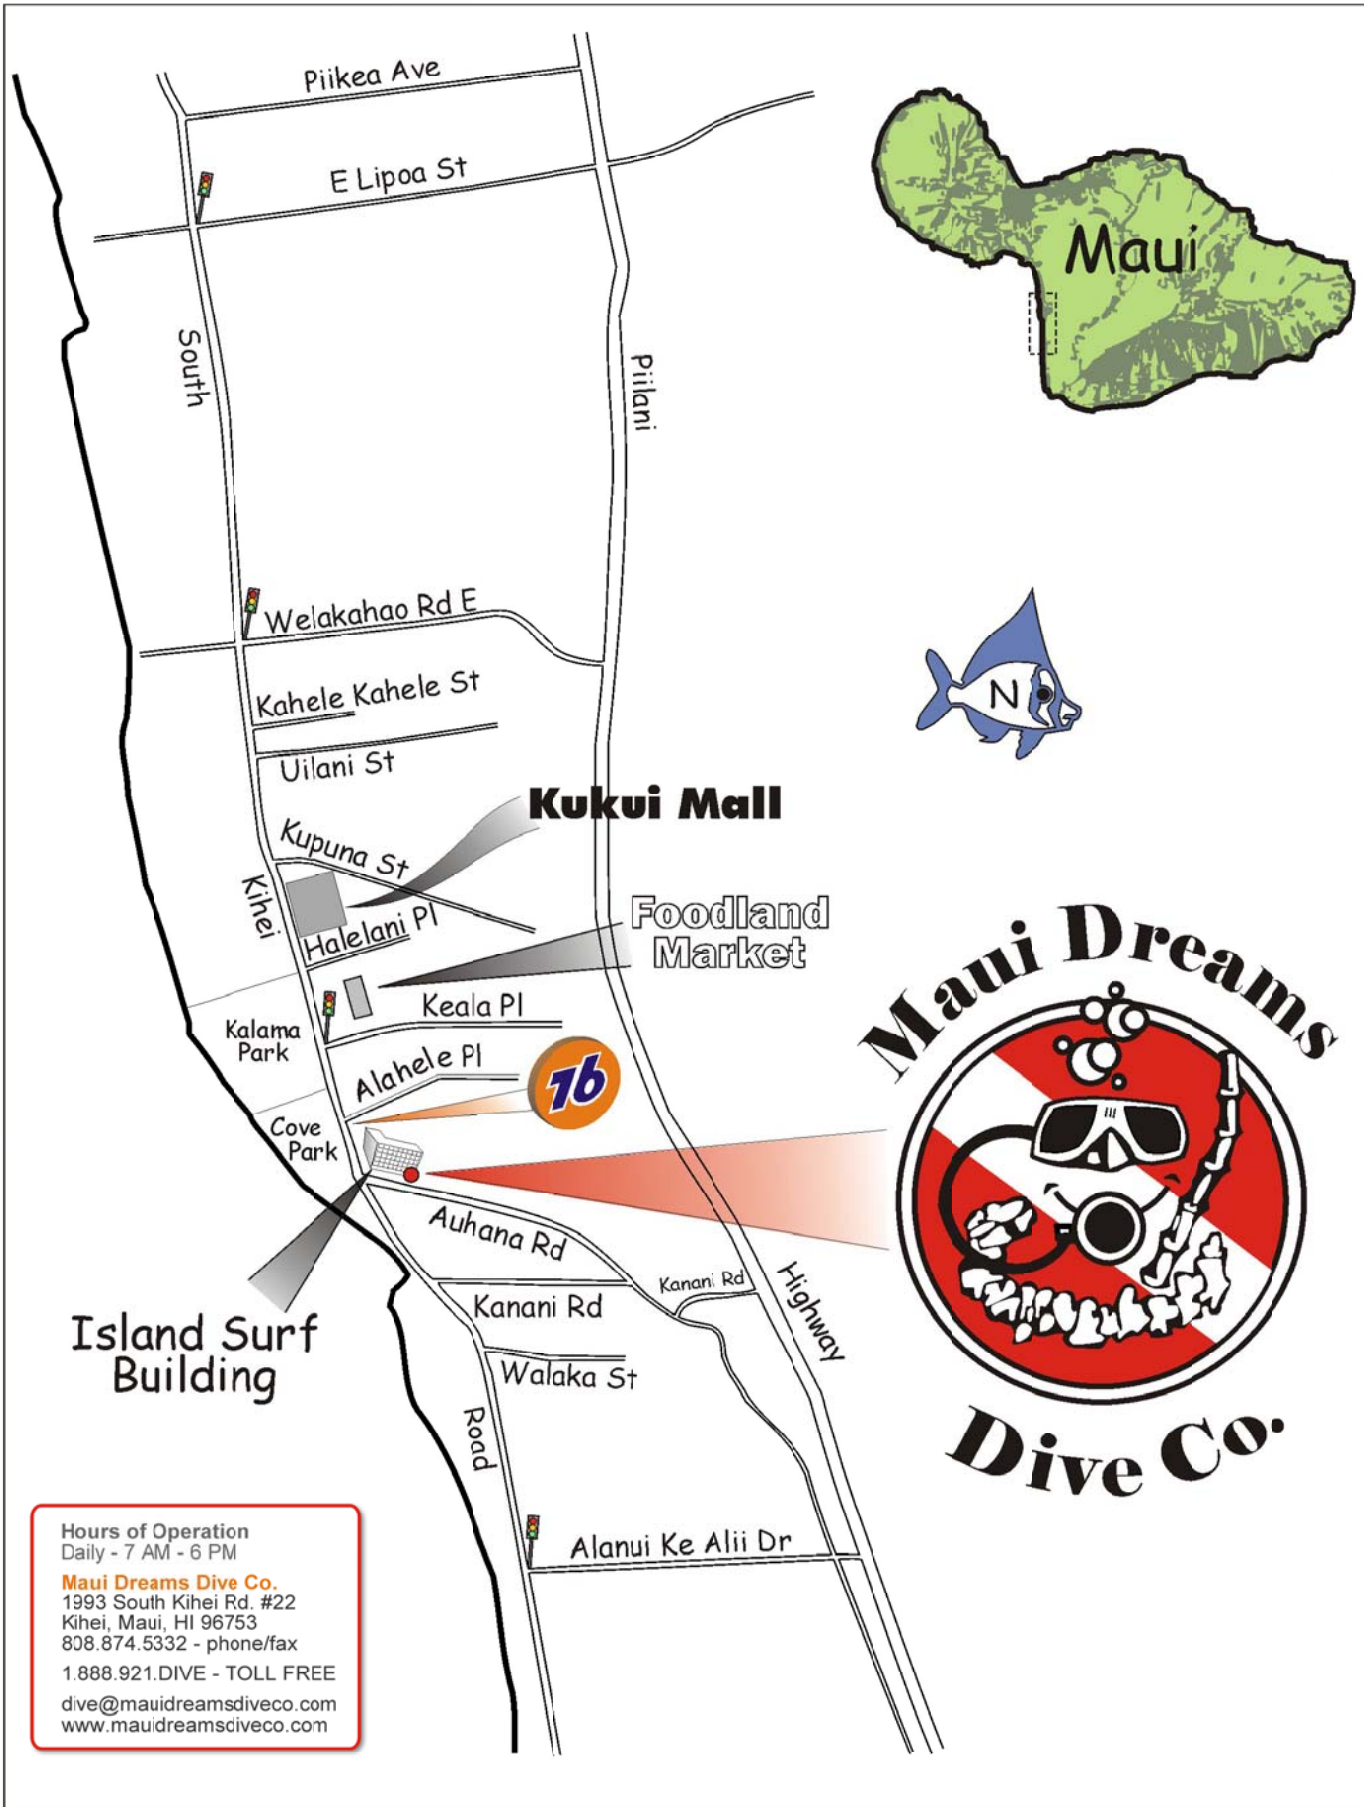 Piikea Ave
E Lipoa St
Maui
South
Piilani
Welakahao Rd E
Kahele Kahele St
N
Uilani St
Kukui Mall
Kupuna St
Kihei
Foodland
Market
Halelani Pl
Maui Dreams
Keala Pl
Kalama
Park
Alahele Pl
76
Cove
Park
Auhana Rd
Kanani Rd
Highway
Kanani Rd
Island Surf
Building
Walaka St
Road
Dive Co.
Alanui Ke Alii Dr
Hours of Operation
Daily - 7 AM - 6 PM
Maui Dreams Dive Co.
1993 South Kihei Rd. #22
Kihei, Maui, HI 96753
808.874.5332 - phone/fax
1.888.921.DIVE - TOLL FREE
dive@mauidreamsdiveco.com
www.mauidreamsdiveco.com